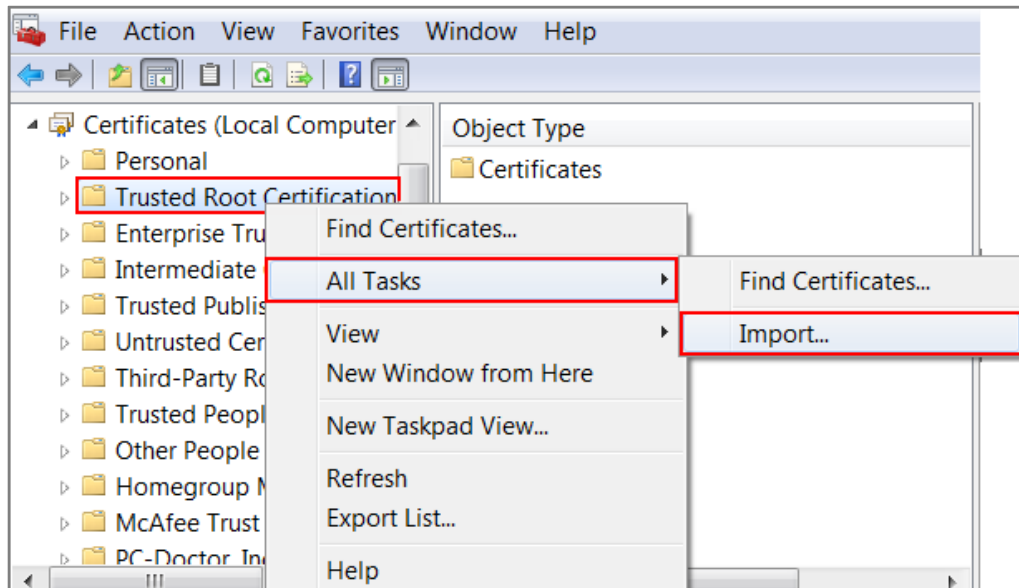 File Action View Favorites Window Help
Certificates (Local Computer
Object Type
Personal
Certificates
Trusted Root Certification
Enterprise Tru
Find Certificates...
Intermediate
All Tasks
Find Certificates...
Trusted Publis
View
Import...
Untrusted Cer
Third-Party Ro
New Window from Here
Trusted Peopl
New Taskpad View...
Other People
Homegroup M
Refresh
McAfee Trust
Export List...
PC-Doctor, In
Help